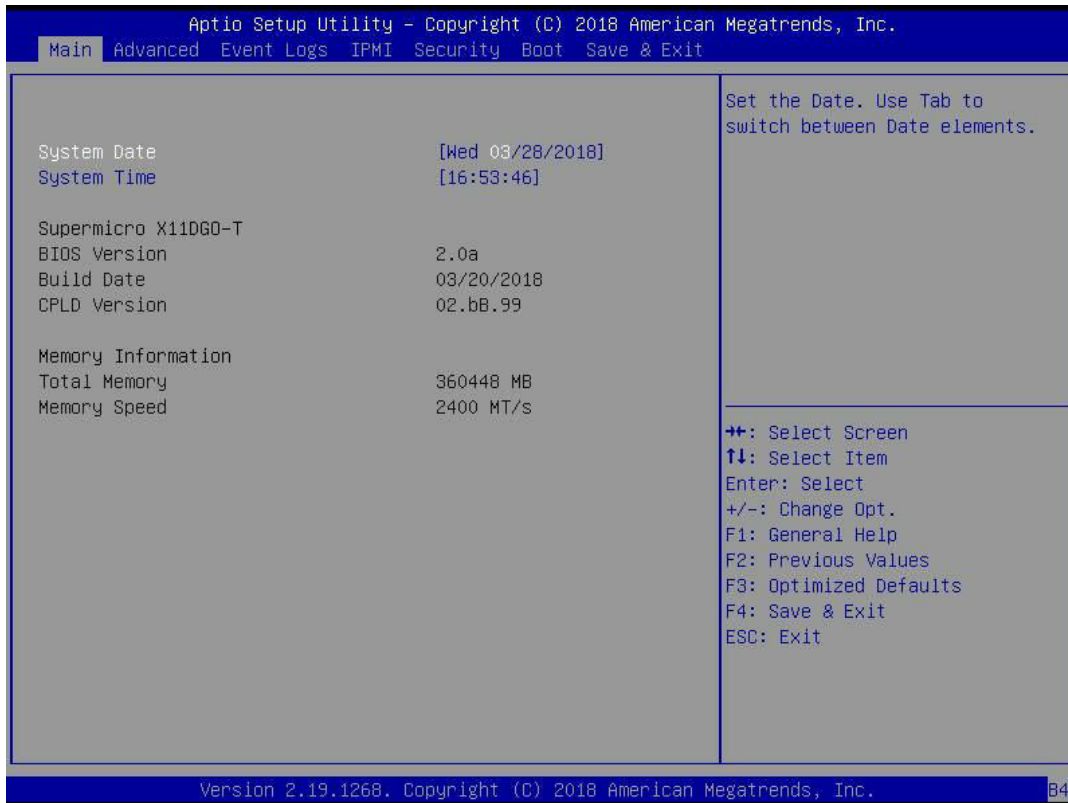 Aptio Setup Utility – Copyright (C) 2018 American Megatrends, Inc.
Main Advanced Event Logs IPMI Security Boot Save & Exit
System Date [Wed 03/28/2018]
System Time [16:53:46]
Supermicro X11DGO-T
BIOS Version 2.0a
Build Date 03/20/2018
CPLD Version 02.bB.99
Memory Information
Total Memory 360448 MB
Memory Speed 2400 MT/s
Set the Date. Use Tab to
switch between Date elements.
→←: Select Screen
↑↓: Select Item
Enter: Select
+/-: Change Opt.
F1: General Help
F2: Previous Values
F3: Optimized Defaults
F4: Save & Exit
ESC: Exit
Version 2.19.1268. Copyright (C) 2018 American Megatrends, Inc.
B4